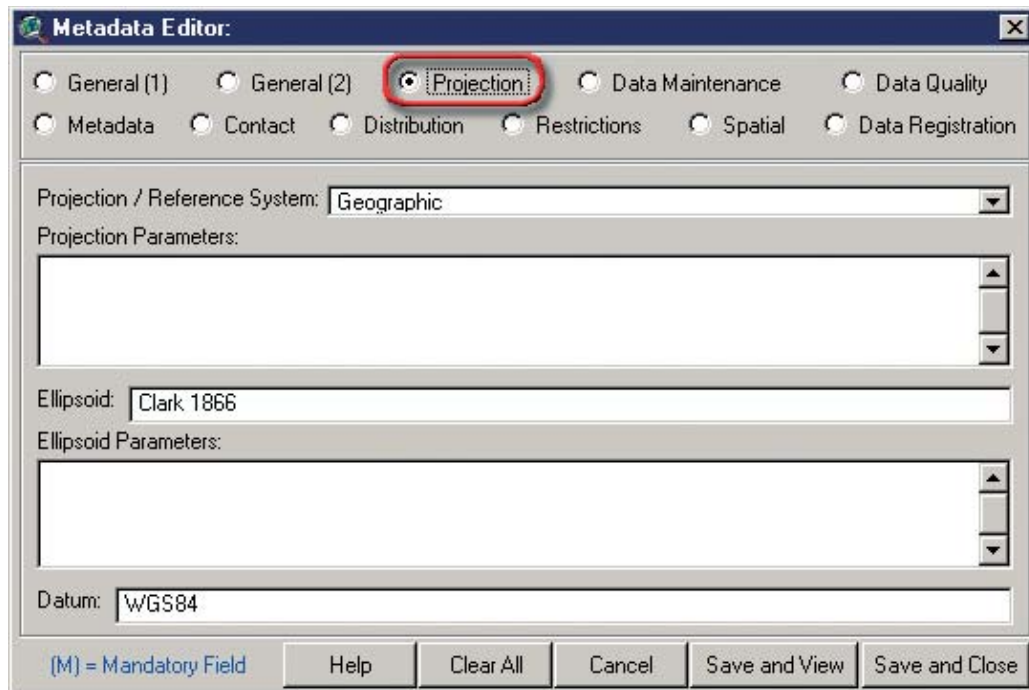 Metadata Editor:
General (1) General (2) Projection Data Maintenance Data Quality
Metadata Contact Distribution Restrictions Spatial Data Registration
Projection / Reference System: Geographic
Projection Parameters:
Ellipsoid: Clark 1866
Ellipsoid Parameters:
Datum: WGS84
(M) = Mandatory Field Help Clear All Cancel Save and View Save and Close